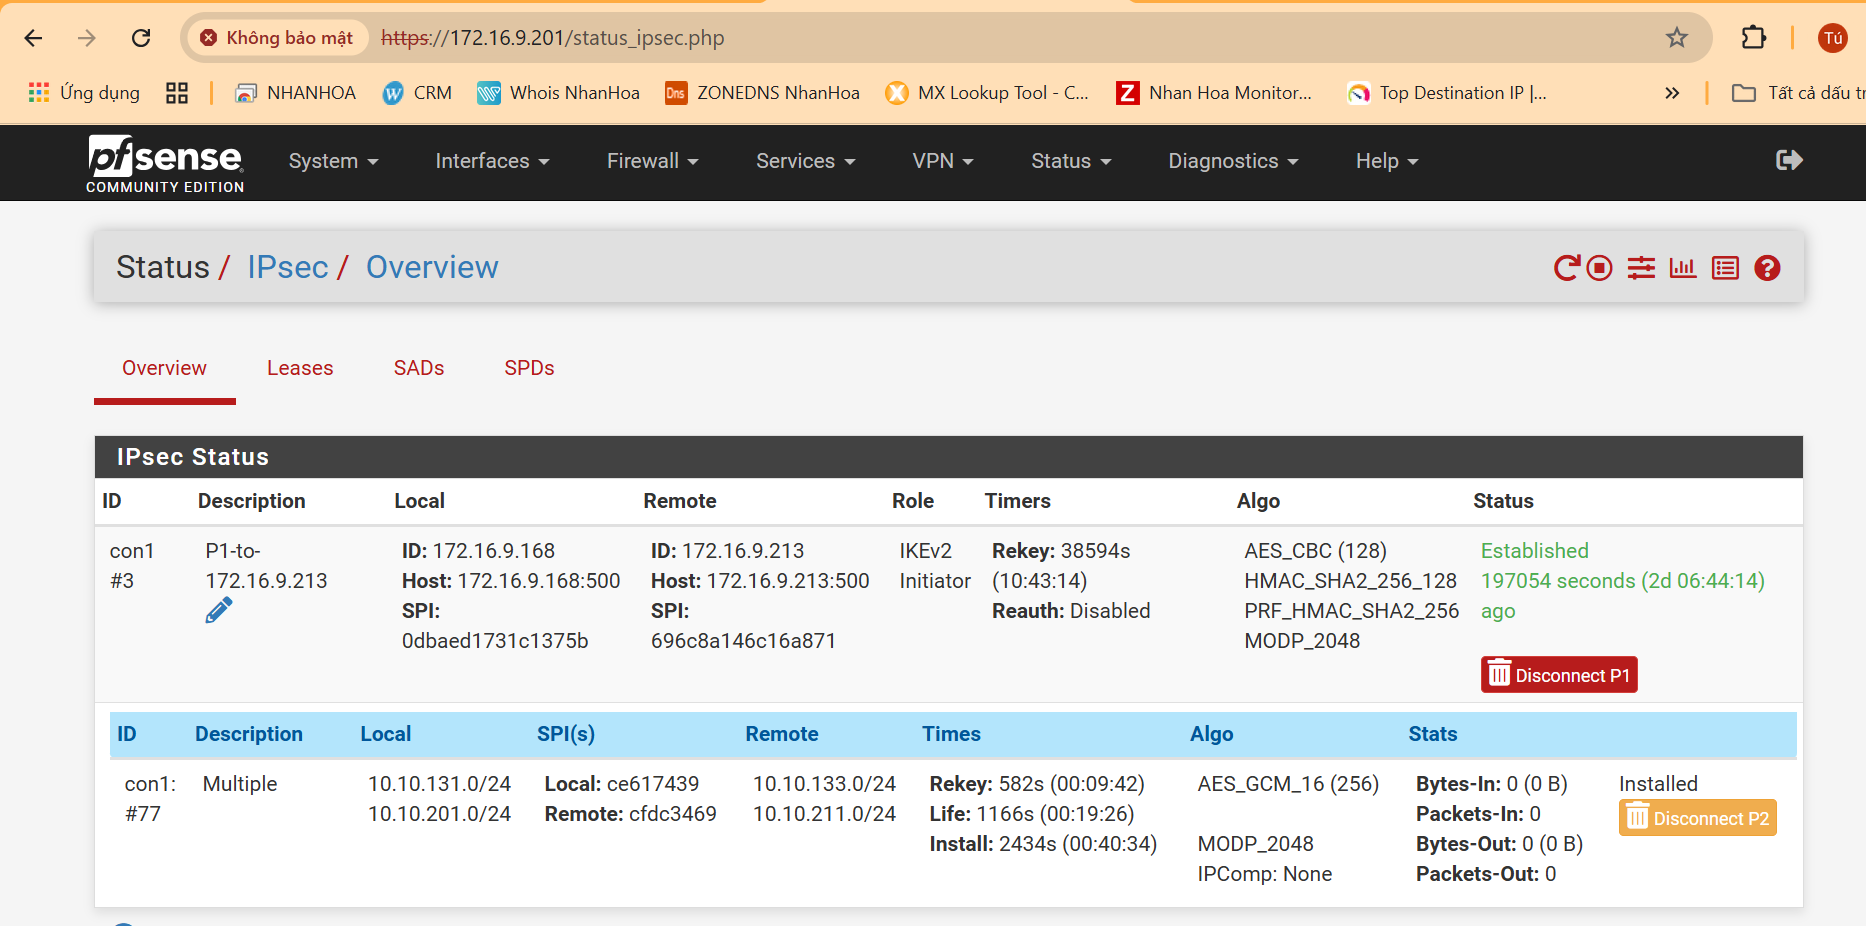 Không bảo mật
https://172.16.9.201/status_ipsec.php
Tú
Ứng dụng
NHANHOA
CRM
Whois NhanHoa
Dns
ZONEDNS NhanHoa
MX Lookup Tool - C...
Z
Nhan Hoa Monitor...
Top Destination IP |...
Tất cả dấu tr
pfsense
COMMUNITY EDITION
System
Interfaces
Firewall
Services
VPN
Status
Diagnostics
Help
Status / IPsec / Overview
Overview
Leases
SADs
SPDs
IPsec Status
ID Description Local Remote Role Timers Algo Status
con1
#3
P1-to-
172.16.9.213
ID: 172.16.9.168
Host: 172.16.9.168:500
SPI:
0dbaed1731c1375b
ID: 172.16.9.213
Host: 172.16.9.213:500
SPI:
696c8a146c16a871
IKEv2
Initiator
Rekey: 38594s
(10:43:14)
Reauth: Disabled
AES_CBC (128)
HMAC_SHA2_256_128
PRF_HMAC_SHA2_256
MODP_2048
Established
197054 seconds (2d 06:44:14)
ago
Disconnect P1
ID Description Local SPI(s) Remote Times Algo Stats
con1:
#77
Multiple
10.10.131.0/24
10.10.201.0/24
Local: ce617439
Remote: cfdc3469
10.10.133.0/24
10.10.211.0/24
Rekey: 582s (00:09:42)
Life: 1166s (00:19:26)
Install: 2434s (00:40:34)
AES_GCM_16 (256)
MODP_2048
IPComp: None
Bytes-In: 0 (0 B)
Packets-In: 0
Bytes-Out: 0 (0 B)
Packets-Out: 0
Installed
Disconnect P2